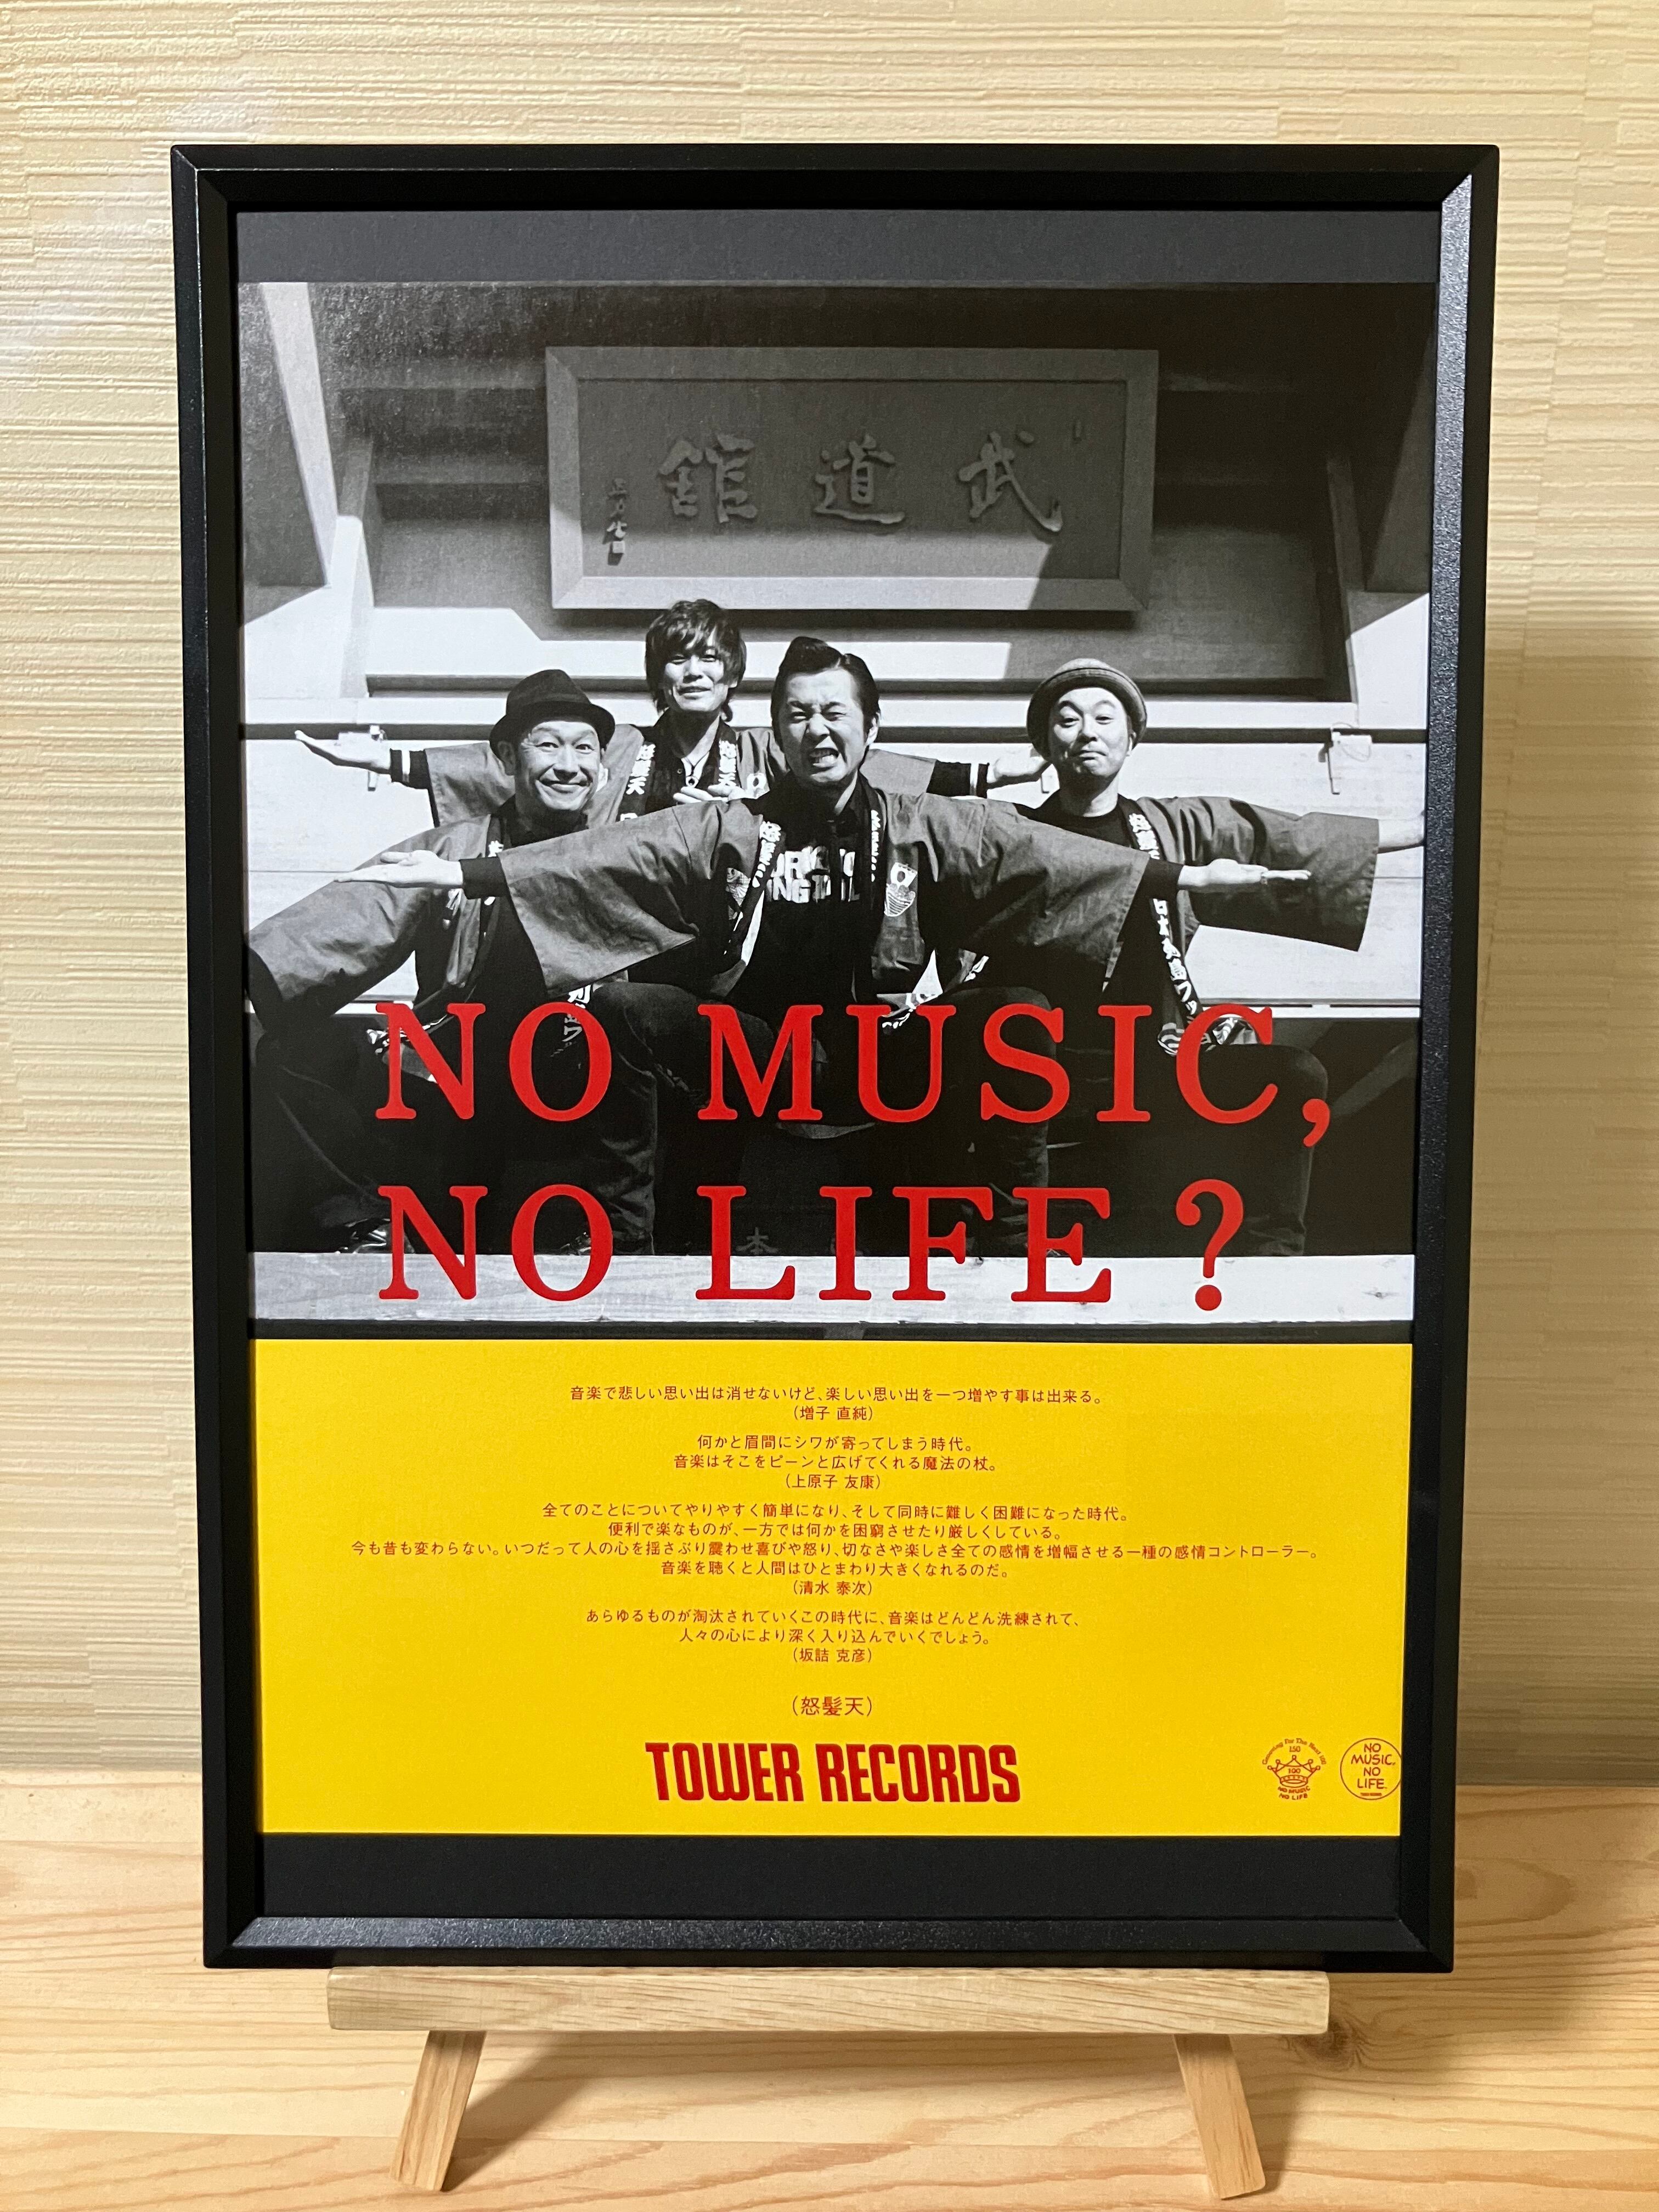 武道館
NO MUSIC,
NO LIFE ?
音楽で悲しい思い出は消せないけど、楽しい思い出を一つ増やす事は出来る。
（増子 直純）
何かと眉間にシワが寄ってしまう時代。
音楽はそこをピーンと広げてくれる魔法の杖。
（上原子 友康）
全てのことについてやりやすく簡単になり、そして同時に難しく困難になった時代。
便利で楽なものが、一方では何かを困窮させたり厳しくしている。
今も昔も変わらない。いつだって人の心を揺さぶり震わせ喜びや怒り、切なさや楽しさ全ての感情を増幅させる一種の感情コントローラー。
音楽を聴くと人間はひとまわり大きくなれるのだ。
（清水 泰次）
あらゆるものが淘汰されていくこの時代に、音楽はどんどん洗練されて、
人々の心により深く入り込んでいくでしょう。
（坂詰 克彦）
（怒髪天）
TOWER RECORDS
150
100
NO MUSIC
NO LIFE
NO
MUSIC,
NO
LIFE.